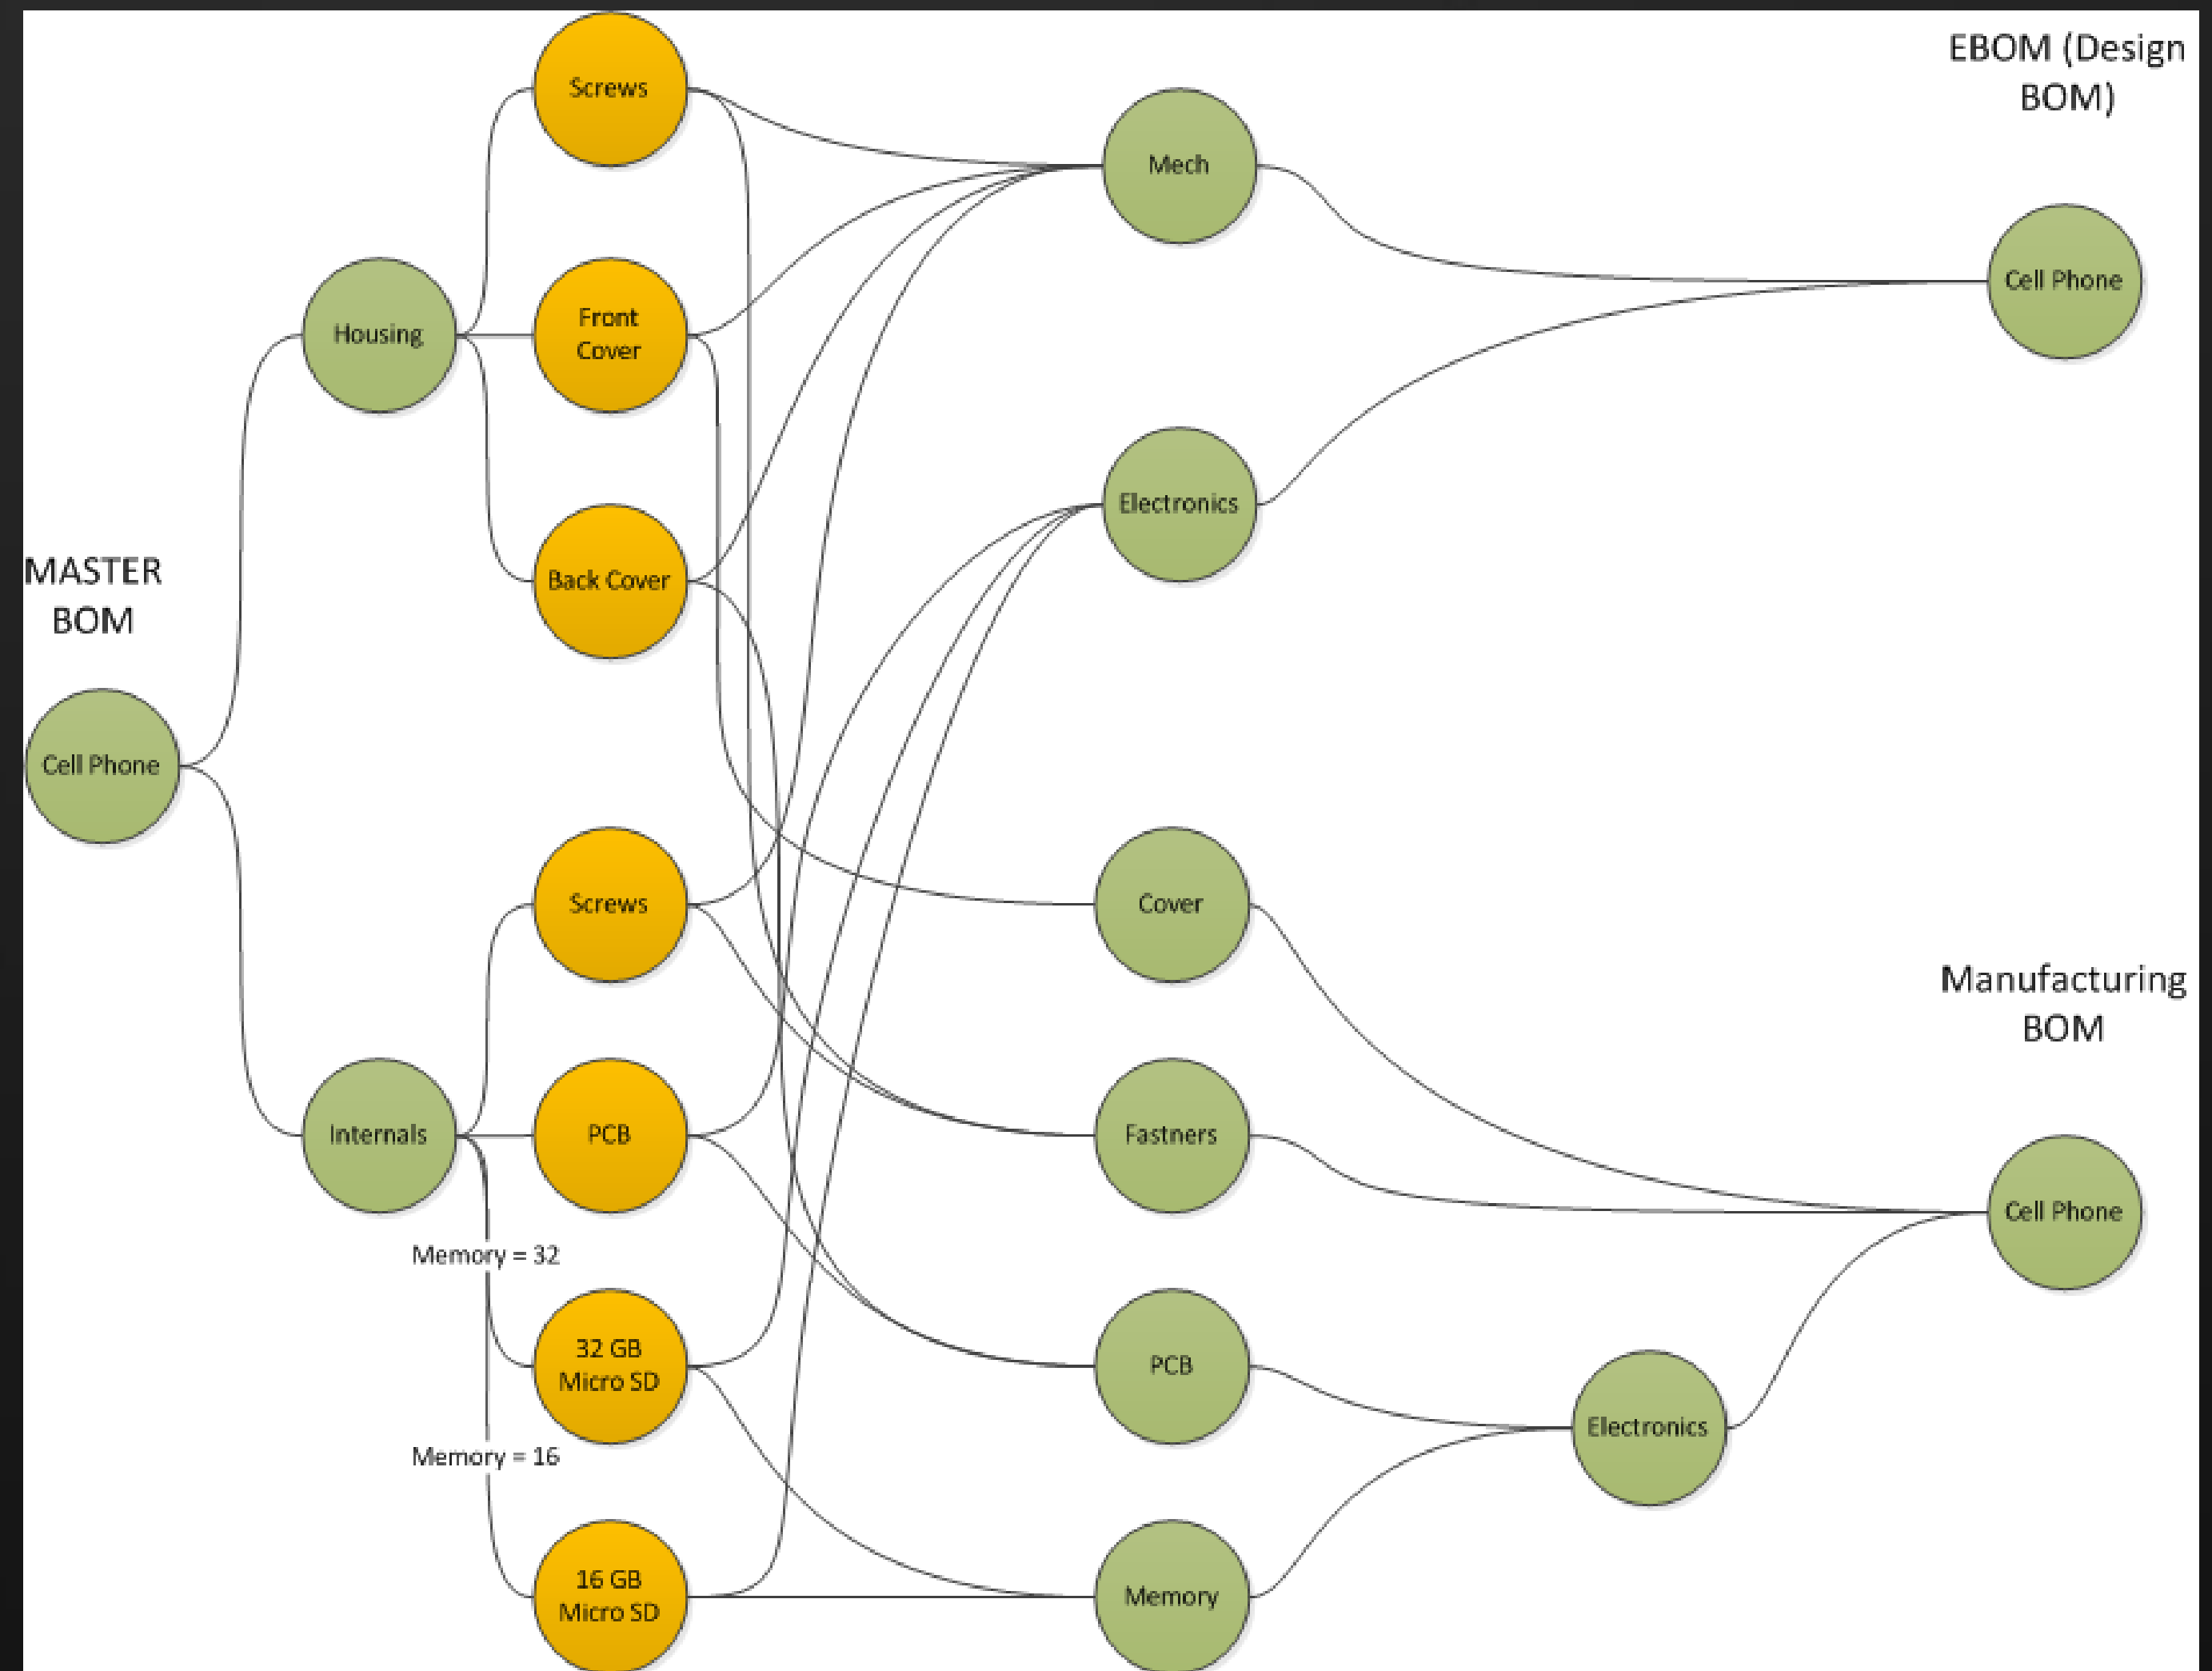 EBOM (Design
BOM)
Screws
Mech
Cell Phone
Housing
Front
Cover
Electronics
Back Cover
MASTER
BOM
Cell Phone
Screws
Cover
Manufacturing
BOM
Internals
PCB
Fastners
Cell Phone
Memory = 32
32 GB
Micro SD
PCB
Electronics
Memory = 16
16 GB
Micro SD
Memory